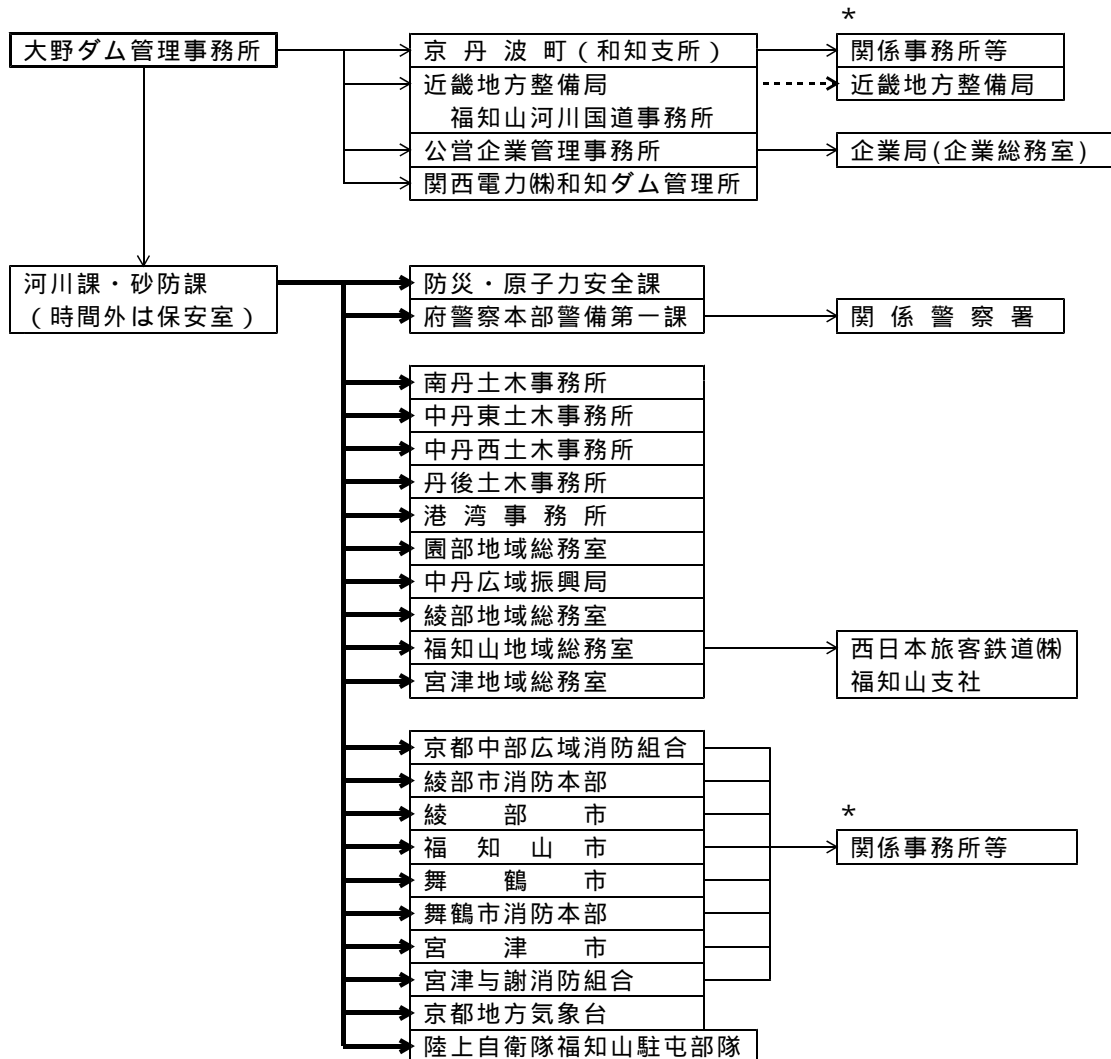 *
大野ダム管理事務所
京丹波町(和知支所)
関係事務所等
近畿地方整備局
福知山河川国道事務所
近畿地方整備局
公営企業管理事務所
企業局(企業総務室)
関西電力㈱和知ダム管理所
河川課・砂防課
(時間外は保安室)
防災・原子力安全課
府警察本部警備第一課
関係警察署
南丹土木事務所
中丹東土木事務所
中丹西土木事務所
丹後土木事務所
港湾事務所
園部地域総務室
中丹広域振興局
綾部地域総務室
福知山地域総務室
西日本旅客鉄道㈱
福知山支社
宮津地域総務室
京都中部広域消防組合
綾部市消防本部
綾部市
*
福知山市
関係事務所等
舞鶴市
舞鶴市消防本部
宮津市
宮津与謝消防組合
京都地方気象台
陸上自衛隊福知山駐屯部隊